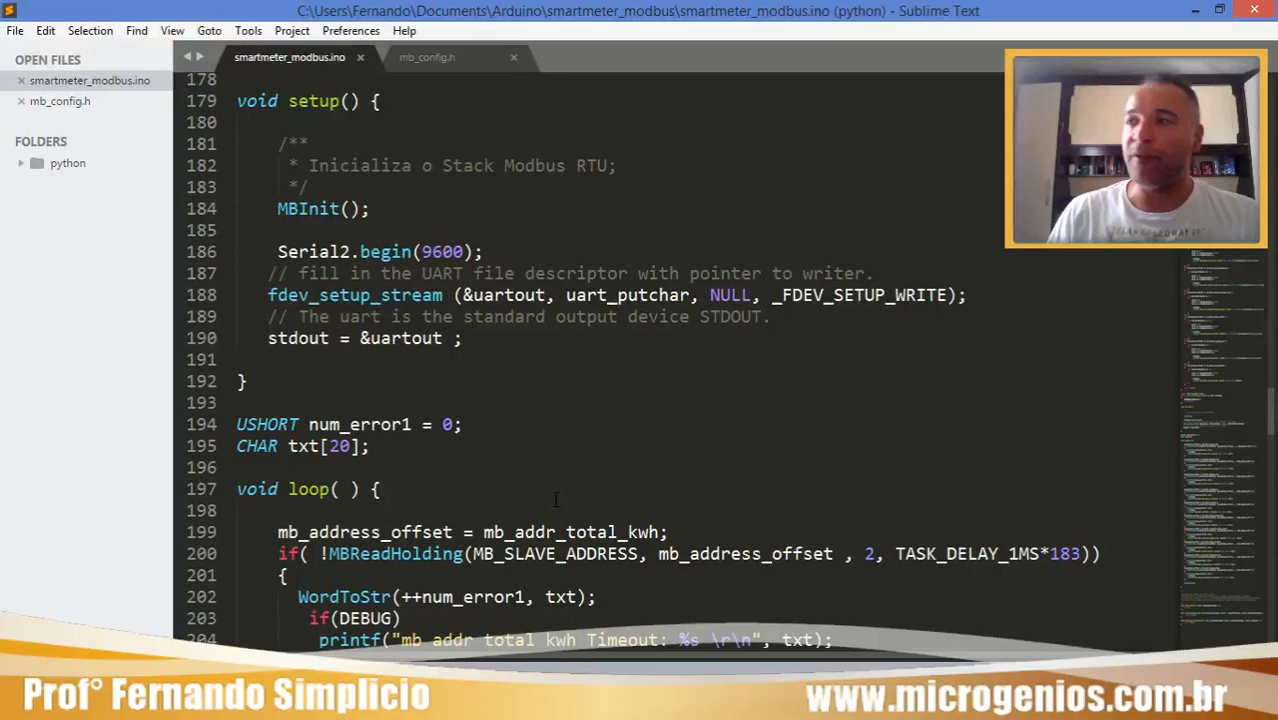 C:\Users\Fernando\Documents\Arduino\smartmeter_modbus\smartmeter_modbus.ino (python) - Sublime Text
File Edit Selection Find View Goto Tools Project Preferences Help
OPEN FILES
smartmeter_modbus.ino
mb_config.h
FOLDERS
python
smartmeter_modbus.ino mb_config.h
178
179 void setup() {
180
181 /**
182 * Inicializa o Stack Modbus RTU;
183 */
184 MBInit();
185
186 Serial2.begin(9600);
187 // fill in the UART file descriptor with pointer to writer.
188 fdev_setup_stream (&uartout, uart_putchar, NULL, _FDEV_SETUP_WRITE);
189 // The uart is the standard output device STDOUT.
190 stdout = &uartout ;
191
192 }
193
194 USHORT num_error1 = 0;
195 CHAR txt[20];
196
197 void loop( ) {
198
199 mb_address_offset = mb_addr_total_kwh;
200 if( !MBReadHolding(MB_SLAVE_ADDRESS, mb_address_offset , 2, TASK_DELAY_1MS*183))
201 {
202 WordToStr(++num_error1, txt);
203 if(DEBUG)
204 printf("mb addr total kwh Timeout: %s \r\n", txt);
Prof° Fernando Simplicio
www.microgenios.com.br